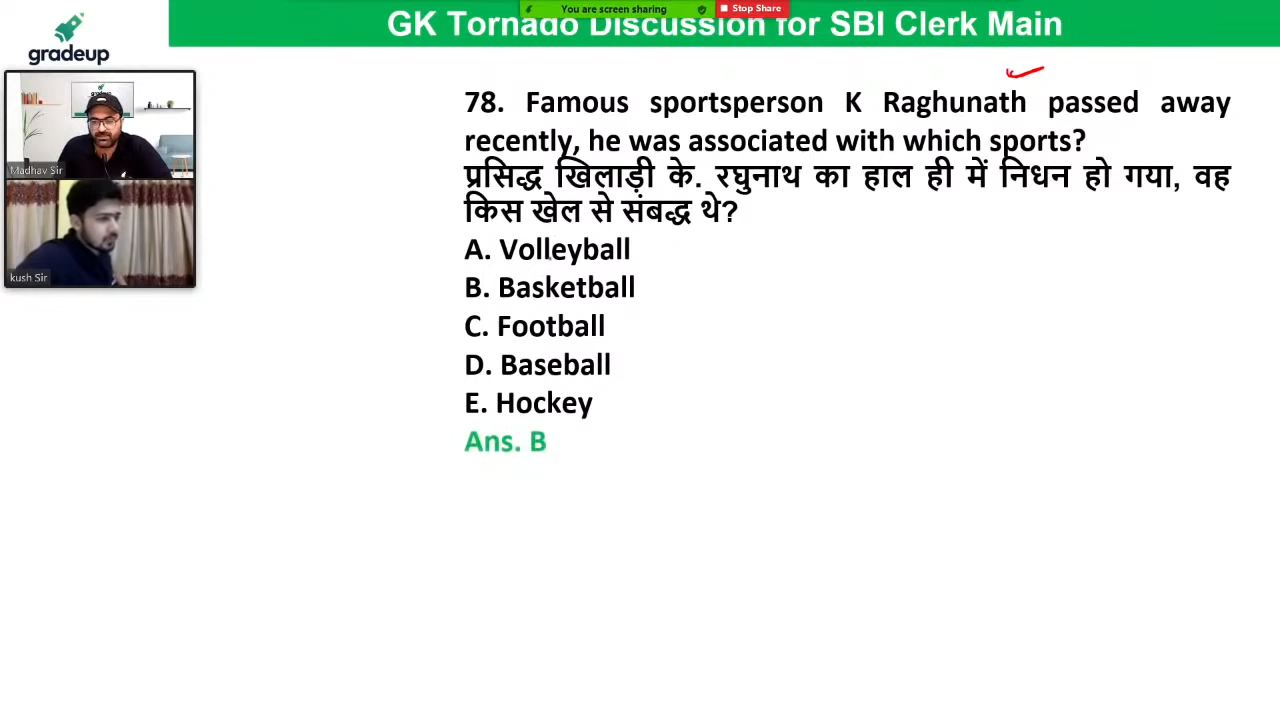 You are screen sharing
Stop Share
GK Tornado Discussion for SBI Clerk Main
gradeup
Madhav Sir
kush Sir
78. Famous sportsperson K Raghunath passed away
recently, he was associated with which sports?
प्रसिद्ध खिलाड़ी के. रघुनाथ का हाल ही में निधन हो गया, वह
किस खेल से संबद्ध थे?
A. Volleyball
B. Basketball
C. Football
D. Baseball
E. Hockey
Ans. B